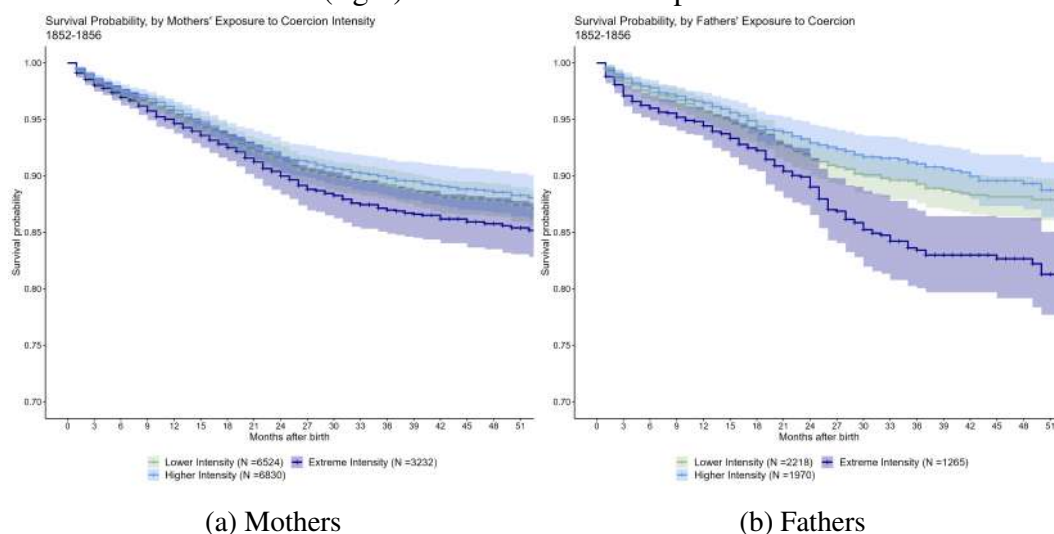 Survival Probability, by Mothers' Exposure to Coercion Intensity
1852-1856
1.00
0.95
0.90
0.85
0.80
0.75
0.70
Survival probability
0 3 6 9 12 15 18 21 24 27 30 33 36 39 42 45 48 51
Months after birth
Lower Intensity (N =6524) Extreme Intensity (N =3232)
Higher Intensity (N =6830)
(a) Mothers
Survival Probability, by Fathers' Exposure to Coercion
1852-1856
1.00
0.95
0.90
0.85
0.80
0.75
0.70
Survival probability
0 3 6 9 12 15 18 21 24 27 30 33 36 39 42 45 48 51
Months after birth
Lower Intensity (N =2218) Extreme Intensity (N =1265)
Higher Intensity (N =1970)
(b) Fathers